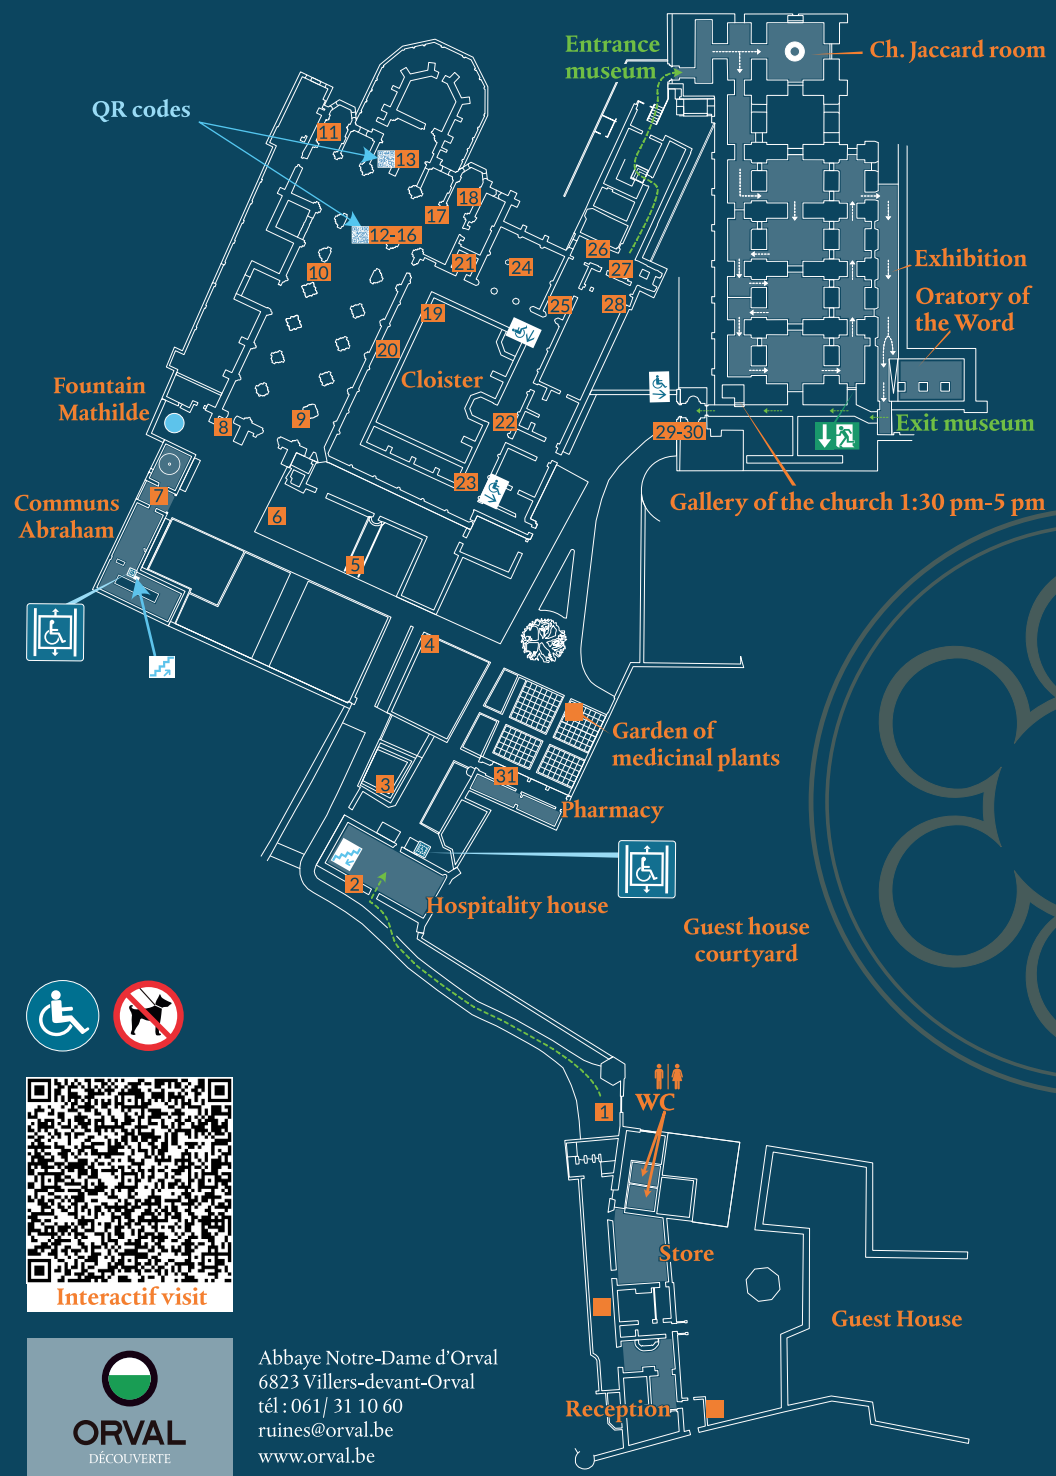 Entrance
museum
Ch. Jaccard room
QR codes
11
13
18
17
12-16
10
21
24
26
27
25
28
19
20
Cloister
Exhibition
Oratory of
the Word
Fountain
Mathilde
8
9
22
29-30
Exit museum
23
Gallery of the church 1:30 pm-5 pm
Communs
Abraham
7
6
5
4
Garden of
medicinal plants
31
3
Pharmacy
2
Hospitality house
Guest house
courtyard
1
WC
Store
Guest House
Reception
Interactif visit
ORVAL
DÉCOUVERTE
Abbaye Notre-Dame d'Orval
6823 Villers-devant-Orval
tél : 061/ 31 10 60
ruines@orval.be
www.orval.be